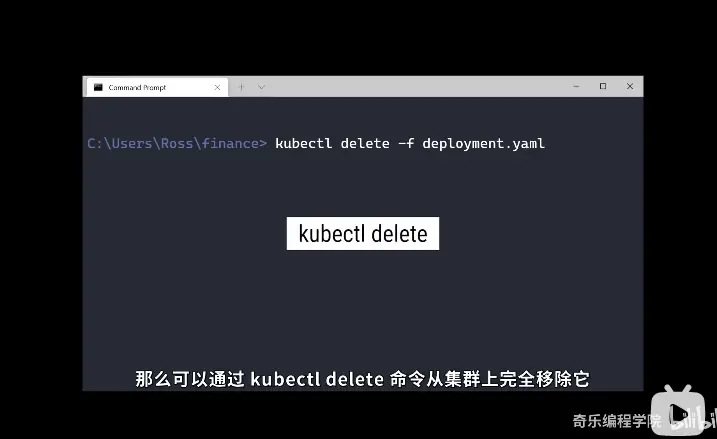 Command Prompt
C:\Users\Ross\finance> kubectl delete -f deployment.yaml
kubectl delete
那么可以通过 kubectl delete 命令从集群上完全移除它
奇乐编程学院